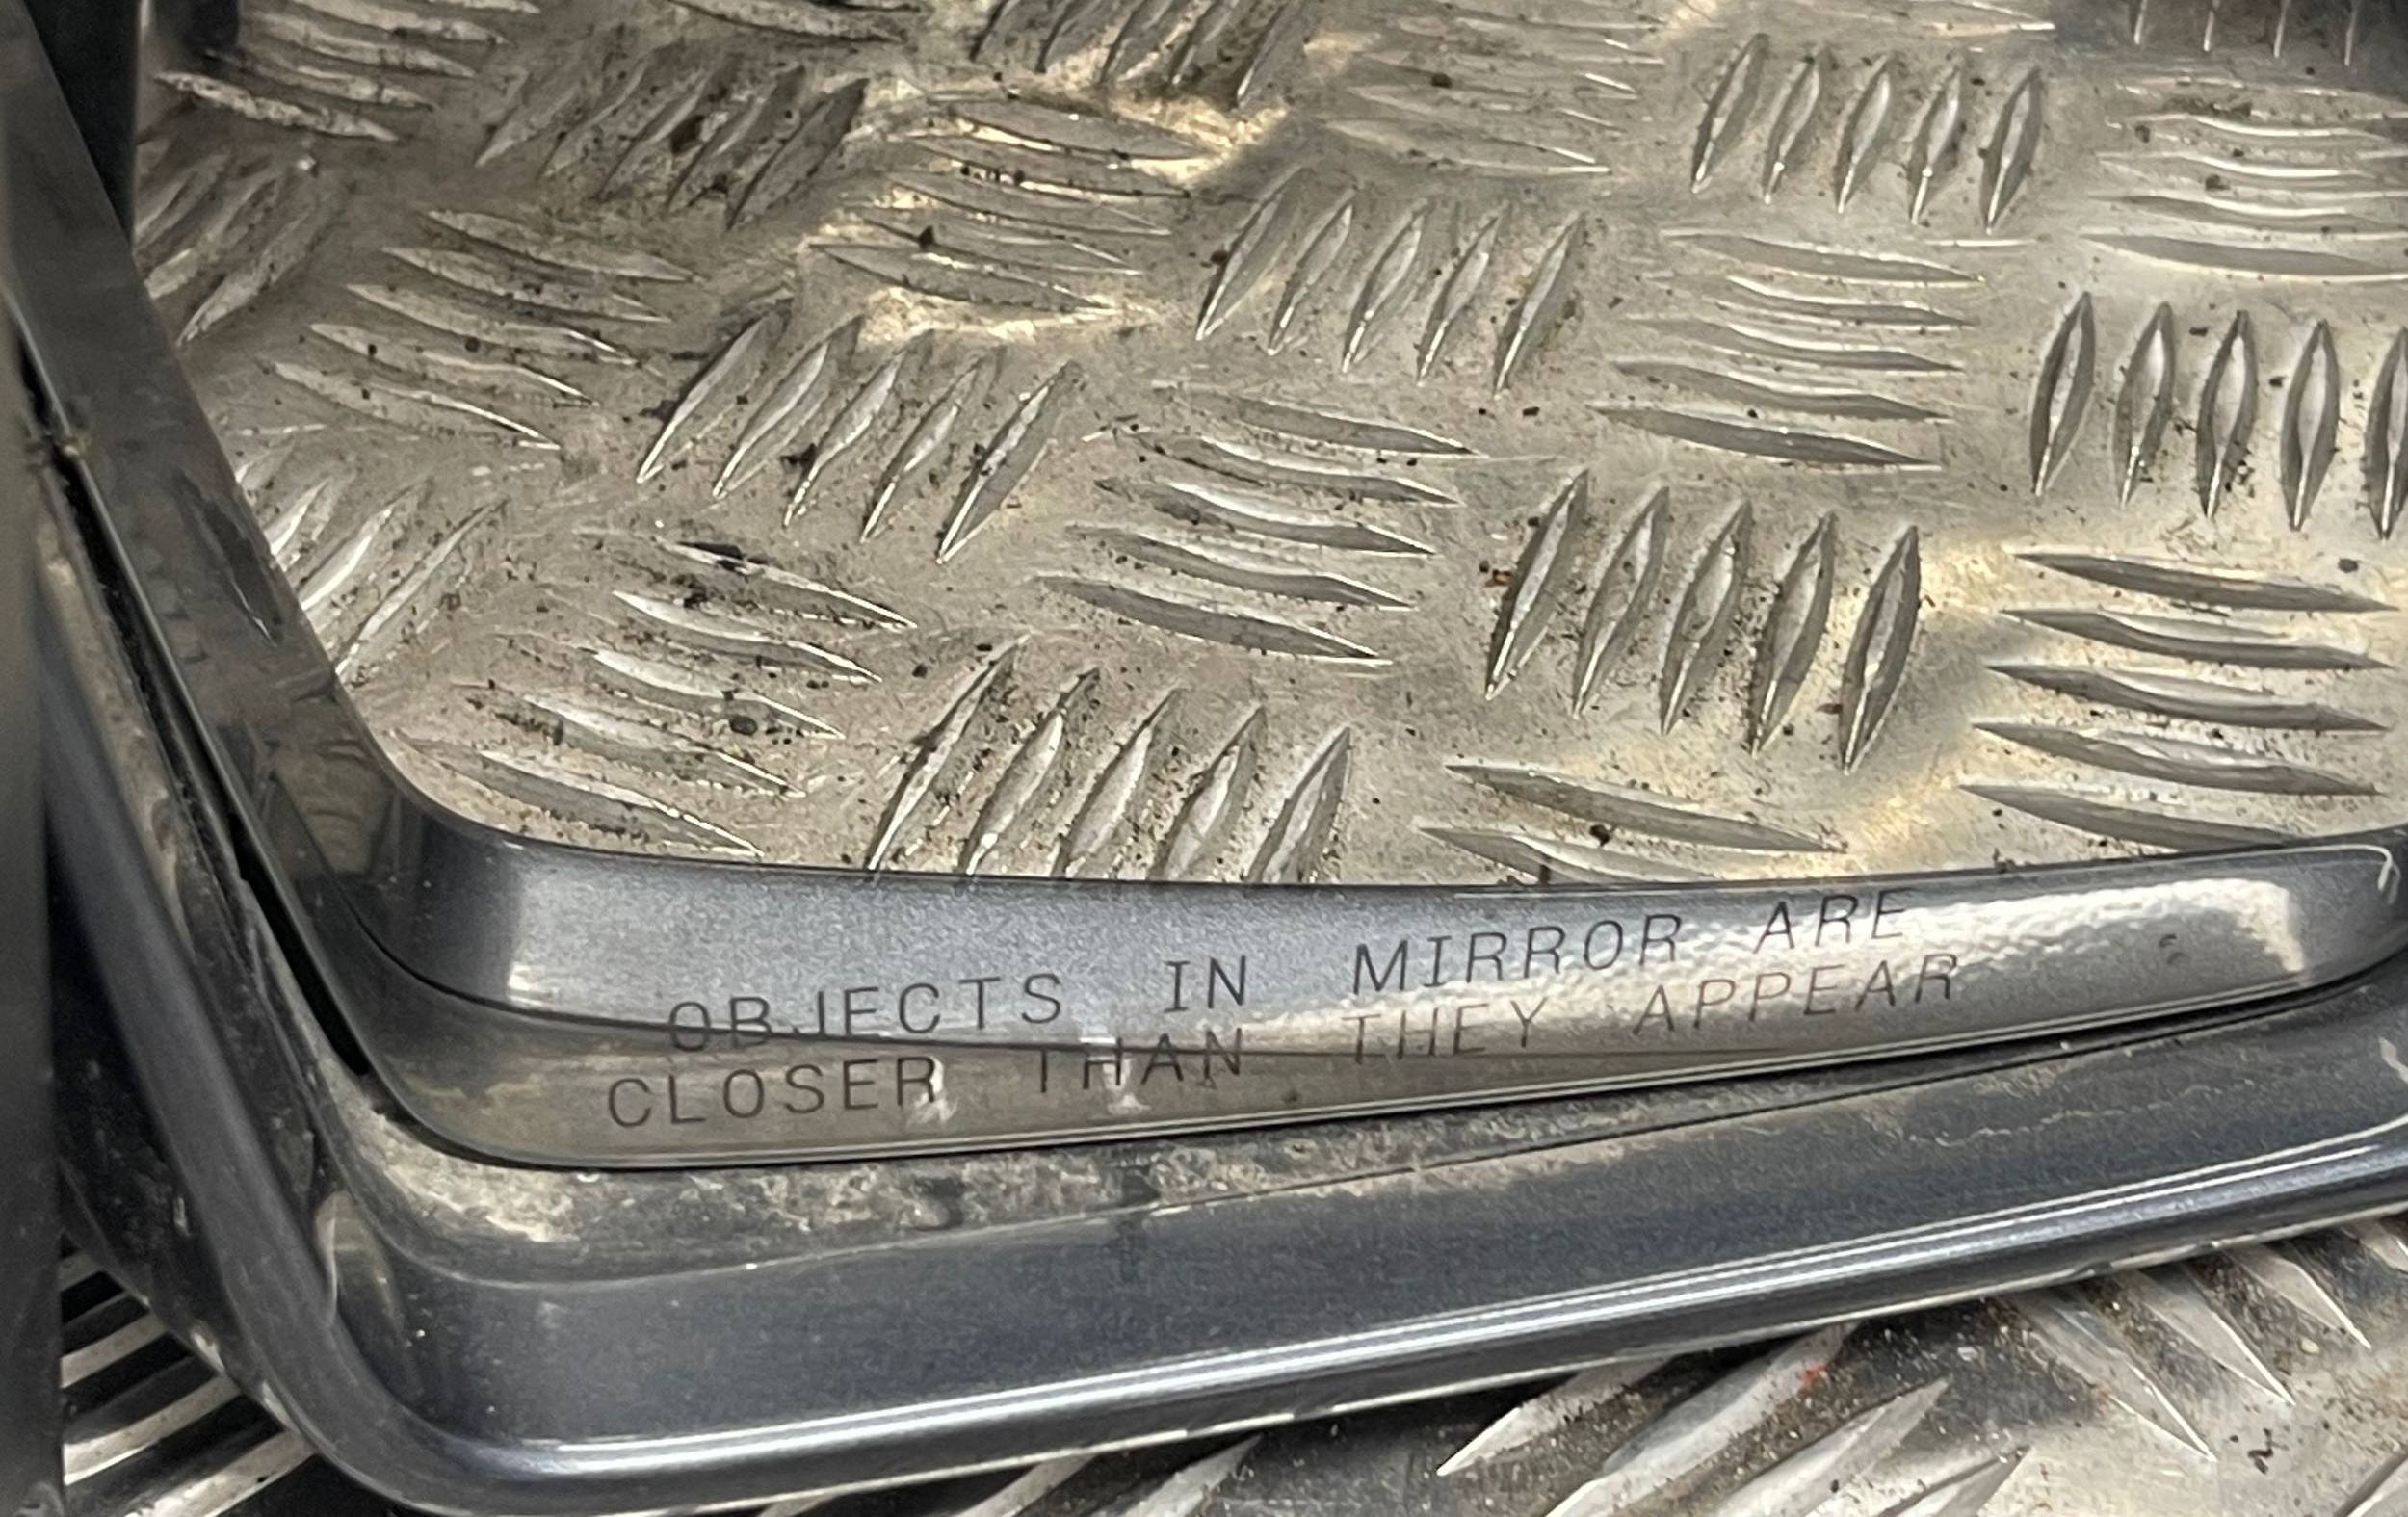 OBJECTS IN MIRROR ARE
CLOSER THAN THEY APPEAR